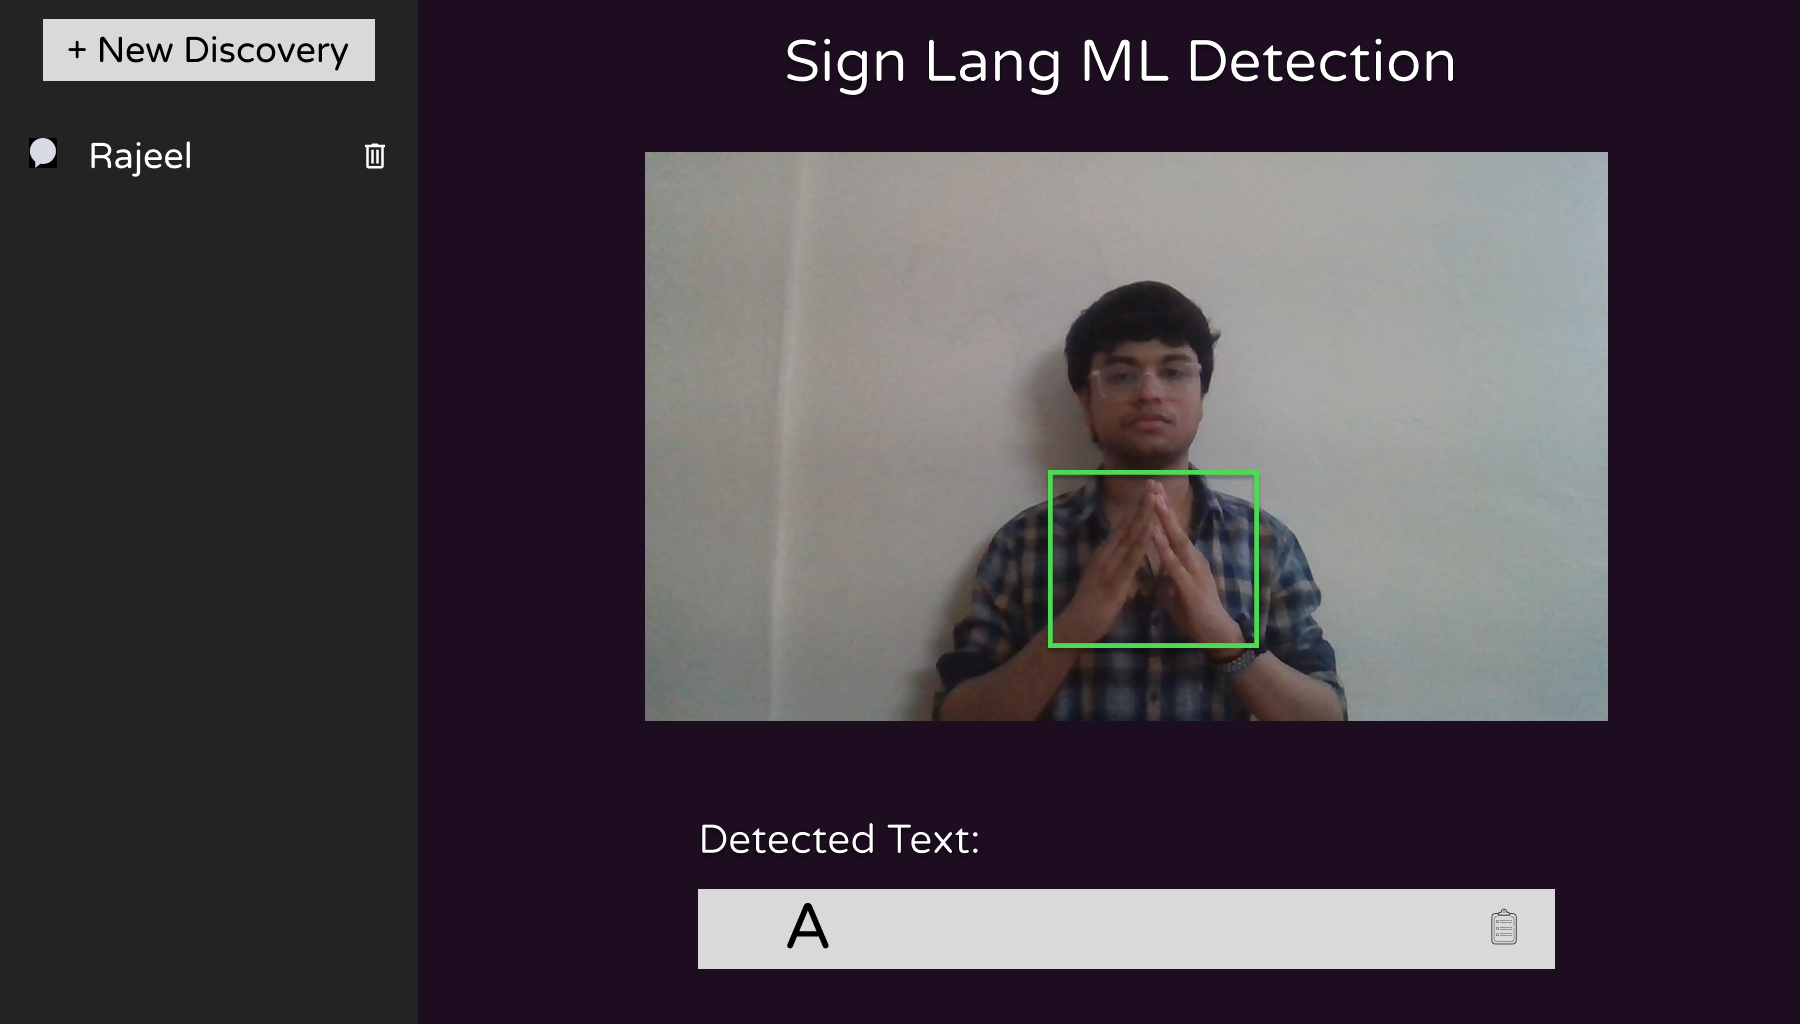 + New Discovery
Rajeel
Sign Lang ML Detection
Detected Text:
A